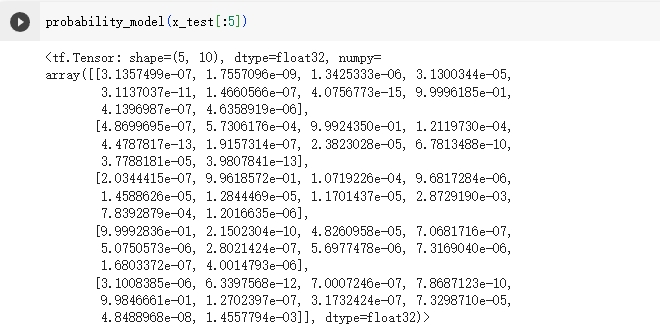 probability_model(x_test[:5])
<tf.Tensor: shape=(5, 10), dtype=float32, numpy=
array([[3.1357499e-07, 1.7557096e-09, 1.3425333e-06, 3.1300344e-05,
3.1137037e-11, 1.4660566e-07, 4.0756773e-15, 9.9996185e-01,
4.1396987e-07, 4.6358919e-06],
[4.8699695e-07, 5.7306176e-04, 9.9924350e-01, 1.2119730e-04,
4.4787817e-13, 1.9157314e-07, 2.3823028e-05, 6.7813488e-10,
3.7788181e-05, 3.9807841e-13],
[2.0344415e-07, 9.9618572e-01, 1.0719226e-04, 9.6817284e-06,
1.4588626e-05, 1.2844469e-05, 1.1701437e-05, 2.8729190e-03,
7.8392879e-04, 1.2016635e-06],
[9.9992836e-01, 2.1502304e-10, 4.8260958e-05, 7.0681716e-07,
5.0750573e-06, 2.8021424e-07, 5.6977448e-06, 7.3169040e-06,
1.6803372e-07, 4.0014793e-06],
[3.1008385e-06, 6.3397568e-12, 7.0007246e-07, 7.8687123e-10,
9.9846661e-01, 1.2702397e-07, 3.1732424e-07, 7.3298710e-05,
4.8488968e-08, 1.4557794e-03]], dtype=float32)>